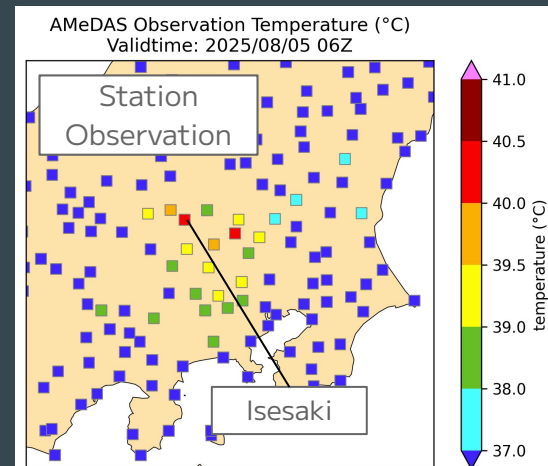 AMeDAS Observation Temperature (°C)
Validtime: 2025/08/05 06Z
Station
Observation
Isesaki
41.0
40.5
40.0
39.5
39.0
38.0
37.0
temperature (°C)